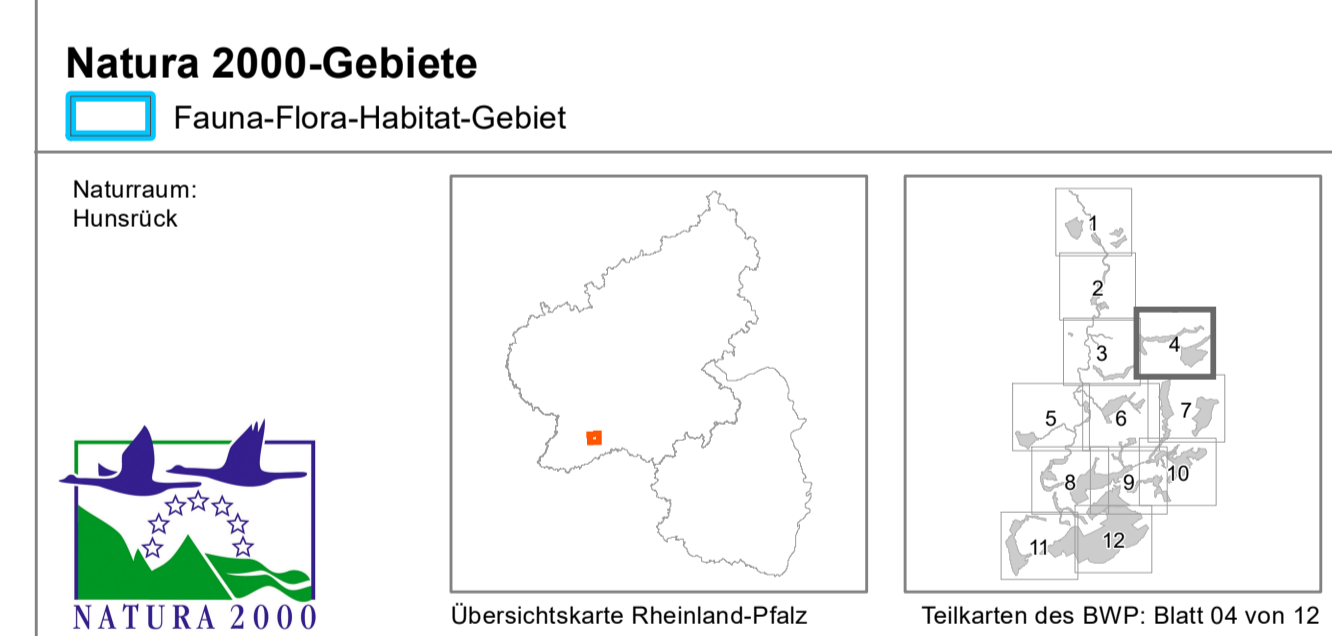 Natura 2000-Gebiete
Fauna-Flora-Habitat-Gebiet
Naturraum:
Hunsrück
NATURA 2000
Übersichtskarte Rheinland-Pfalz
1
2
3
4
5
6
7
8
9
10
11
12
Teilkarten des BWP: Blatt 04 von 12